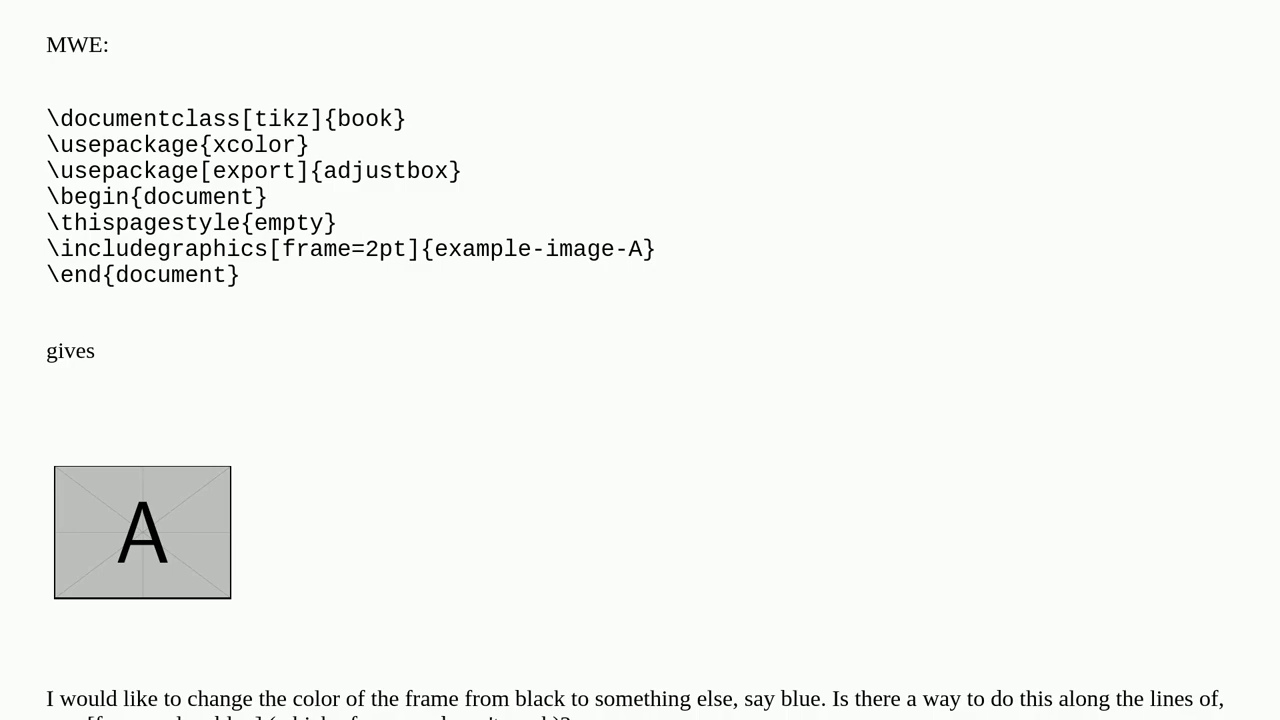 MWE:
\documentclass[tikz]{book}
\usepackage{xcolor}
\usepackage[export]{adjustbox}
\begin{document}
\thispagestyle{empty}
\includegraphics[frame=2pt]{example-image-A}
\end{document}
gives
A
I would like to change the color of the frame from black to something else, say blue. Is there a way to do this along the lines of,